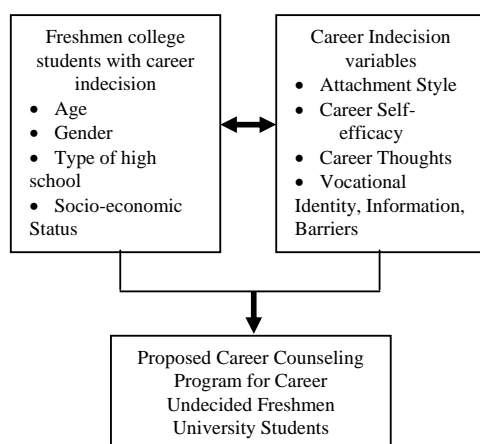 Freshmen college
students with career
indecision
• Age
• Gender
• Type of high
school
• Socio-economic
Status
Career Indecision
variables
• Attachment Style
• Career Self-
efficacy
• Career Thoughts
• Vocational
Identity, Information,
Barriers
Proposed Career Counseling
Program for Career
Undecided Freshmen
University Students